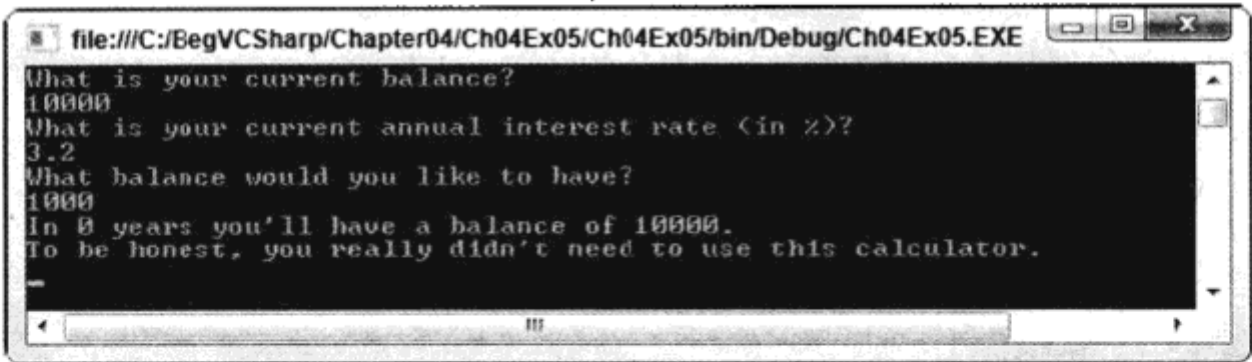 file:///C:/BegVCSharp/Chapter04/Ch04Ex05/Ch04Ex05/bin/Debug/Ch04Ex05.EXE
What is your current balance?
10000
What is your current annual interest rate (in %)?
3.2
What balance would you like to have?
1000
In 0 years you'll have a balance of 10000.
To be honest, you really didn't need to use this calculator.